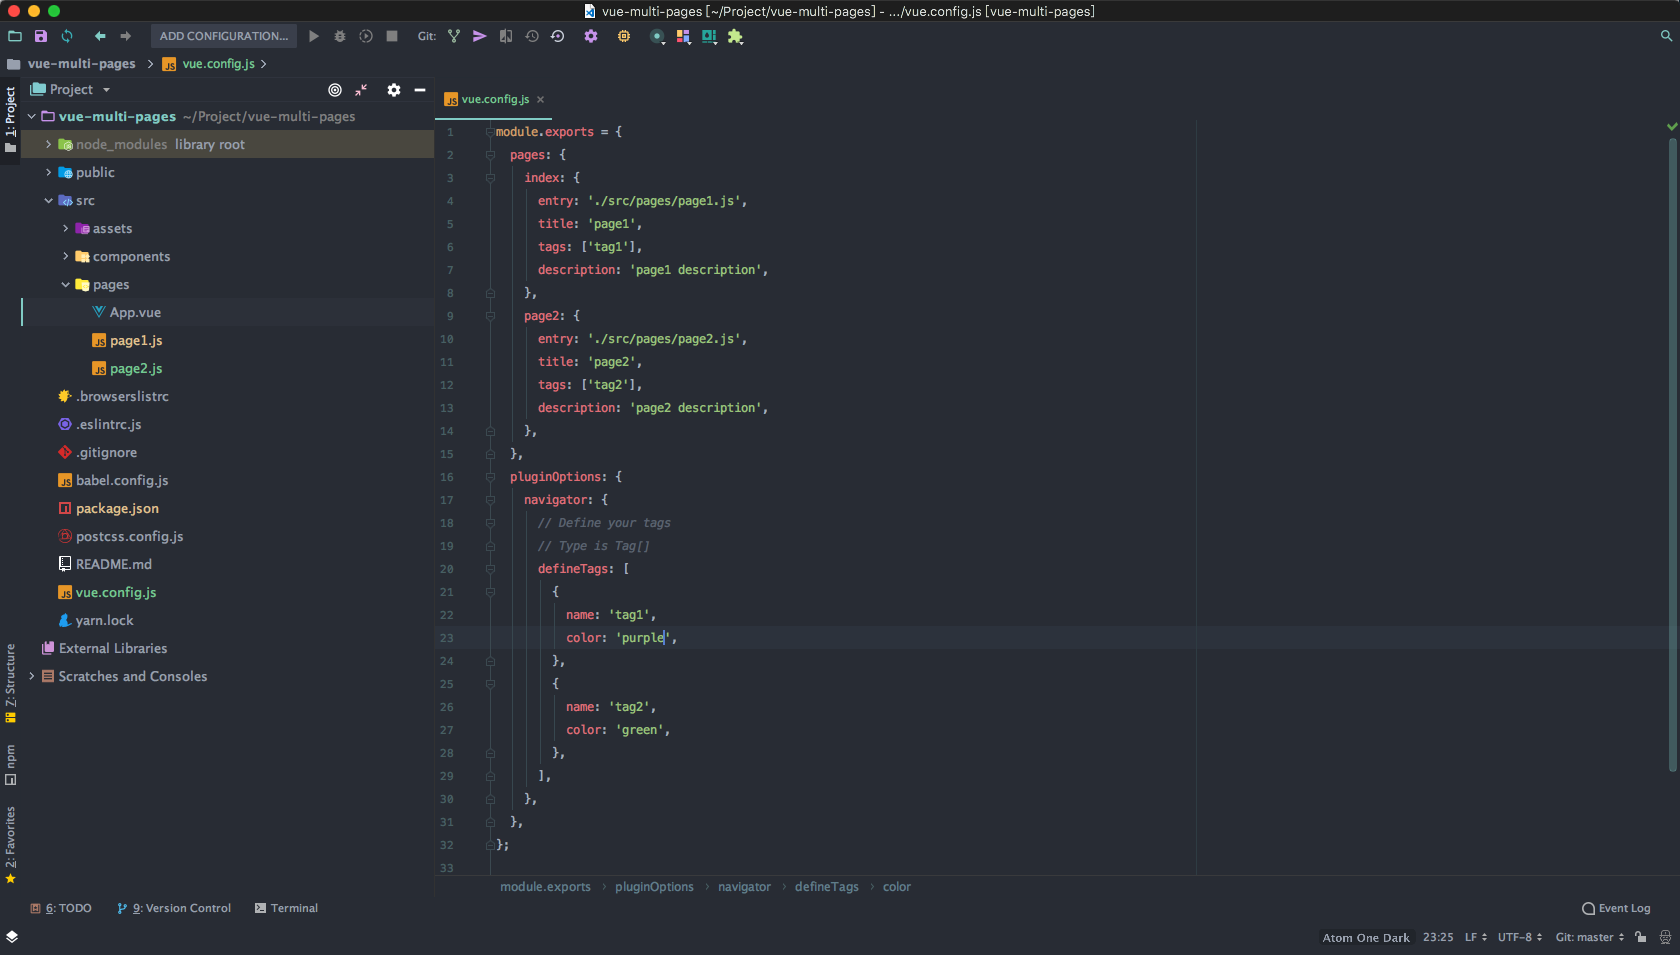 vue-multi-pages [~/Project/vue-multi-pages] - .../vue.config.js [vue-multi-pages]
ADD CONFIGURATION...
Git:
vue-multi-pages
vue.config.js
1: Project
Project
vue-multi-pages ~/Project/vue-multi-pages
node_modules library root
public
src
assets
components
pages
App.vue
page1.js
page2.js
.browserslistrc
.eslintrc.js
.gitignore
babel.config.js
package.json
postcss.config.js
README.md
vue.config.js
yarn.lock
External Libraries
Scratches and Consoles
Z: Structure
npm
2: Favorites
vue.config.js
1 module.exports = {
2 pages: {
3 index: {
4 entry: './src/pages/page1.js',
5 title: 'page1',
6 tags: ['tag1'],
7 description: 'page1 description',
8 },
9 page2: {
10 entry: './src/pages/page2.js',
11 title: 'page2',
12 tags: ['tag2'],
13 description: 'page2 description',
14 },
15 },
16 pluginOptions: {
17 navigator: {
18 // Define your tags
19 // Type is Tag[]
20 defineTags: [
21 {
22 name: 'tag1',
23 color: 'purple',
24 },
25 {
26 name: 'tag2',
27 color: 'green',
28 },
29 ],
30 },
31 },
32 };
33
module.exports › pluginOptions › navigator › defineTags › color
6: TODO
9: Version Control
Terminal
Event Log
Atom One Dark 23:25 LF UTF-8 Git: master